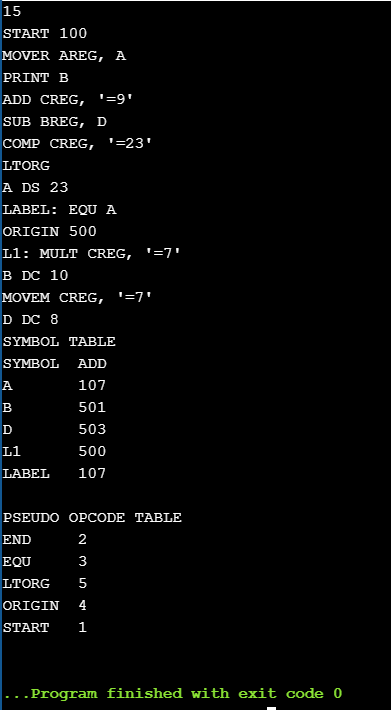 15
START 100
MOVER AREG, A
PRINT B
ADD CREG, '=9'
SUB BREG, D
COMP CREG, '=23'
LTORG
A DS 23
LABEL: EQU A
ORIGIN 500
L1: MULT CREG, '=7'
B DC 10
MOVEM CREG, '=7'
D DC 8
SYMBOL TABLE
SYMBOL  ADD
A       107
B       501
D       503
L1      500
LABEL   107

PSEUDO OPCODE TABLE
END     2
EQU     3
LTORG   5
ORIGIN  4
START   1

...Program finished with exit code 0